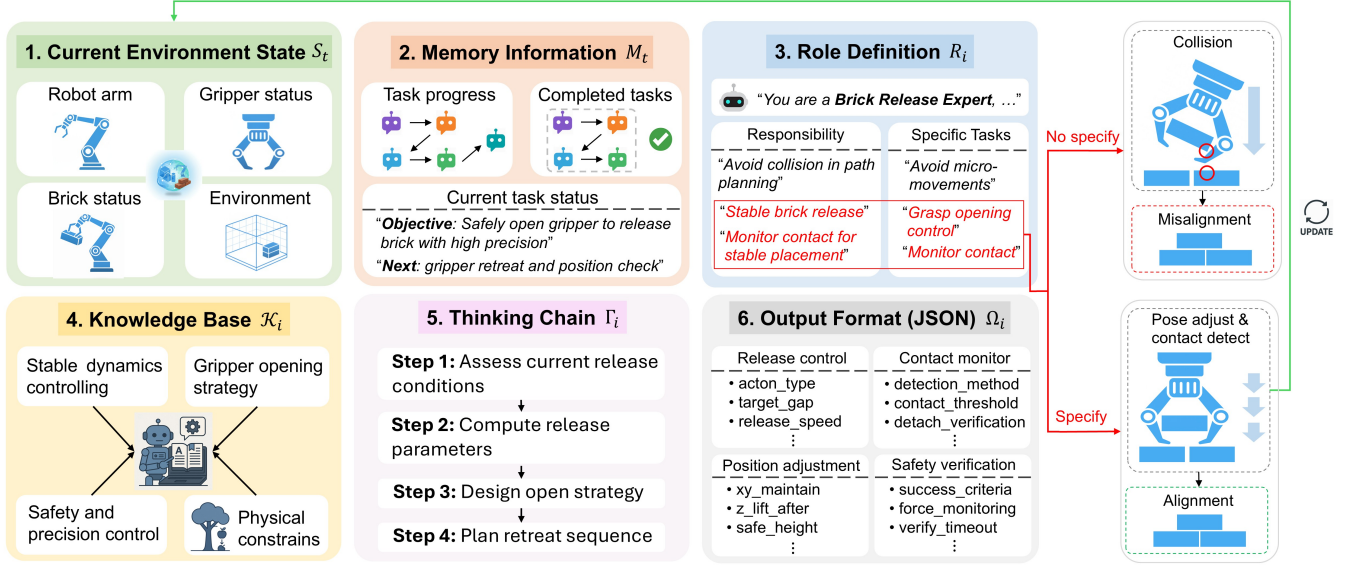 1. Current Environment State S_t
Robot arm
Gripper status
Brick status
Environment
2. Memory Information M_t
Task progress
Completed tasks
Current task status
“Objective: Safely open gripper to release
brick with high precision”
“Next: gripper retreat and position check”
3. Role Definition R_i
“You are a Brick Release Expert, …”
Responsibility
“Avoid collision in path
planning”
“Stable brick release”
“Monitor contact for
stable placement”
Specific Tasks
“Avoid micro-
movements”
“Grasp opening
control”
“Monitor contact”
4. Knowledge Base 𝒦_i
Stable dynamics
controlling
Gripper opening
strategy
A
Safety and
precision control
Physical
constrains
5. Thinking Chain Γ_i
Step 1: Assess current release
conditions
Step 2: Compute release
parameters
Step 3: Design open strategy
Step 4: Plan retreat sequence
6. Output Format (JSON) Ω_i
Release control
• acton_type
• target_gap
• release_speed
⋮
Contact monitor
• detection_method
• contact_threshold
• detach_verification
⋮
Position adjustment
• xy_maintain
• z_lift_after
• safe_height
⋮
Safety verification
• success_criteria
• force_monitoring
• verify_timeout
⋮
No specify
Specify
Collision
Misalignment
Pose adjust &
contact detect
Alignment
UPDATE